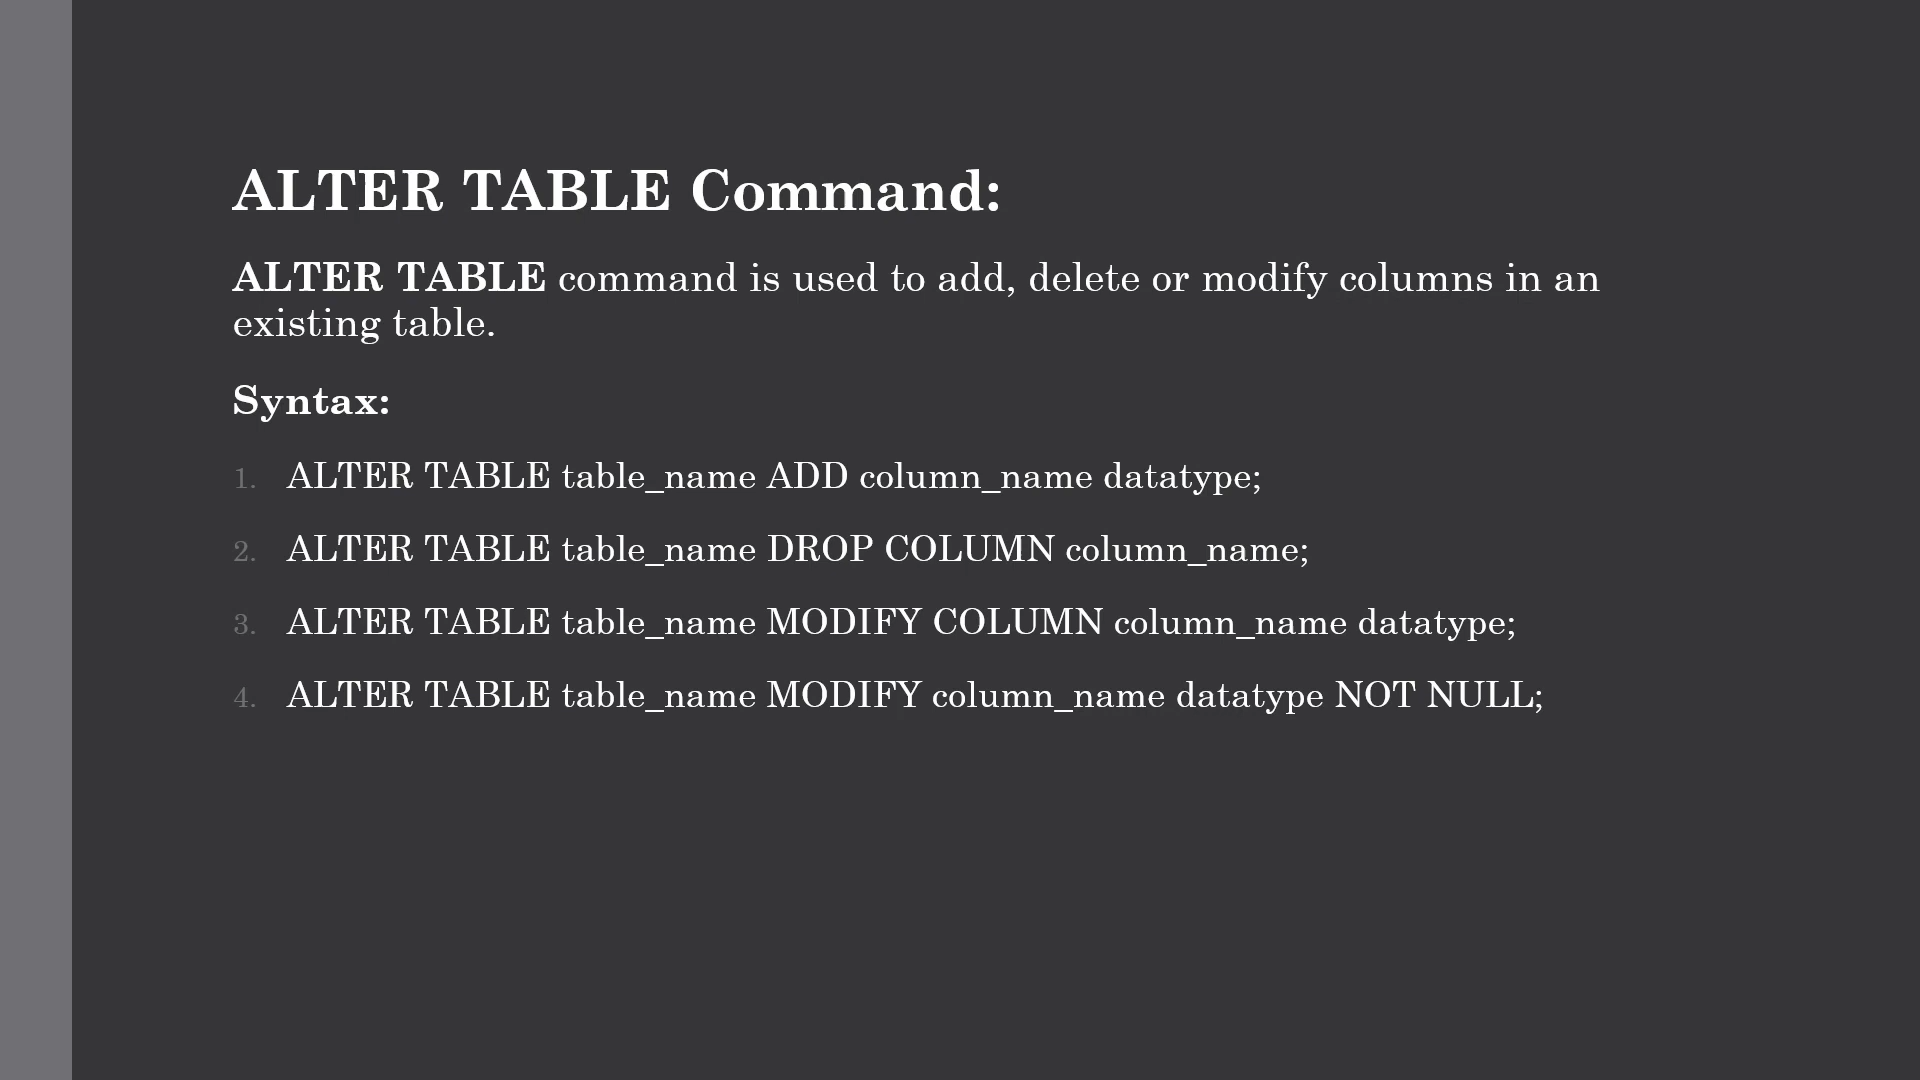 ALTER TABLE Command:
ALTER TABLE command is used to add, delete or modify columns in an
existing table.
Syntax:
1. ALTER TABLE table_name ADD column_name datatype;
2. ALTER TABLE table_name DROP COLUMN column_name;
3. ALTER TABLE table_name MODIFY COLUMN column_name datatype;
4. ALTER TABLE table_name MODIFY column_name datatype NOT NULL;